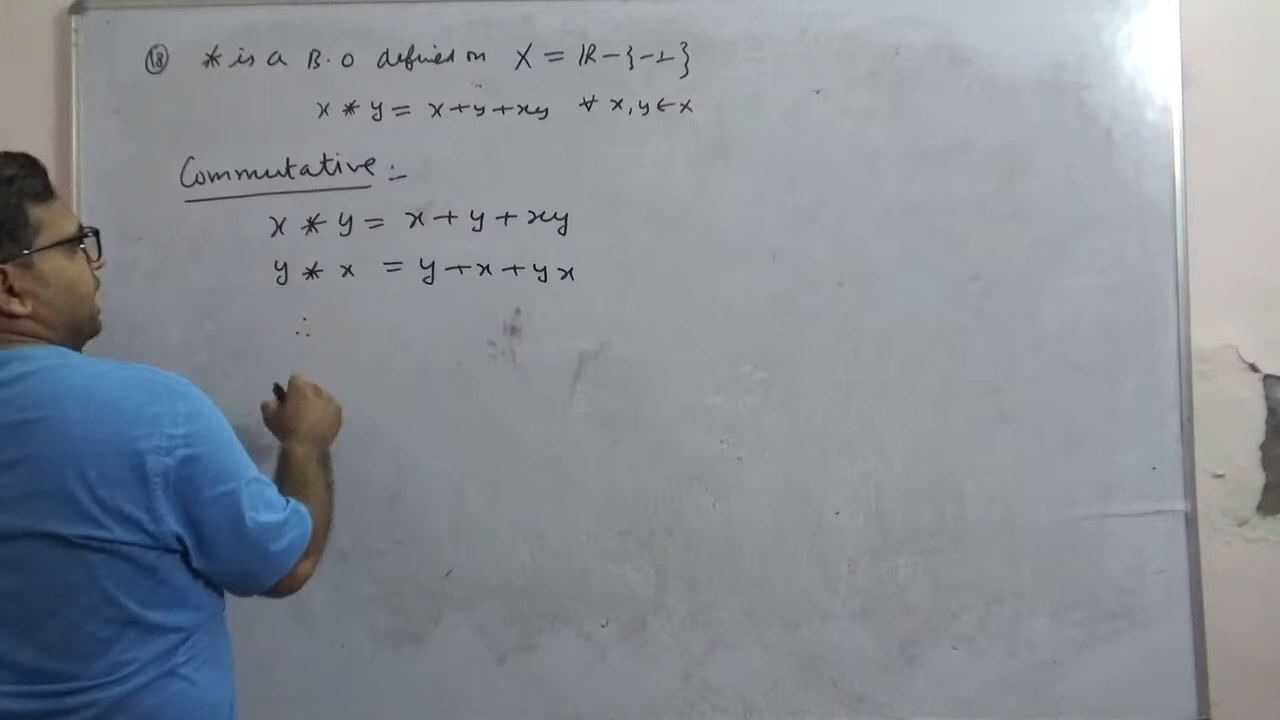 (18) * is a B.O defined on X = IR - {-1}
x * y = x + y + xy ∀ x, y ∈ x
Commutative :-
x * y = x + y + xy
y * x = y + x + yx
∴